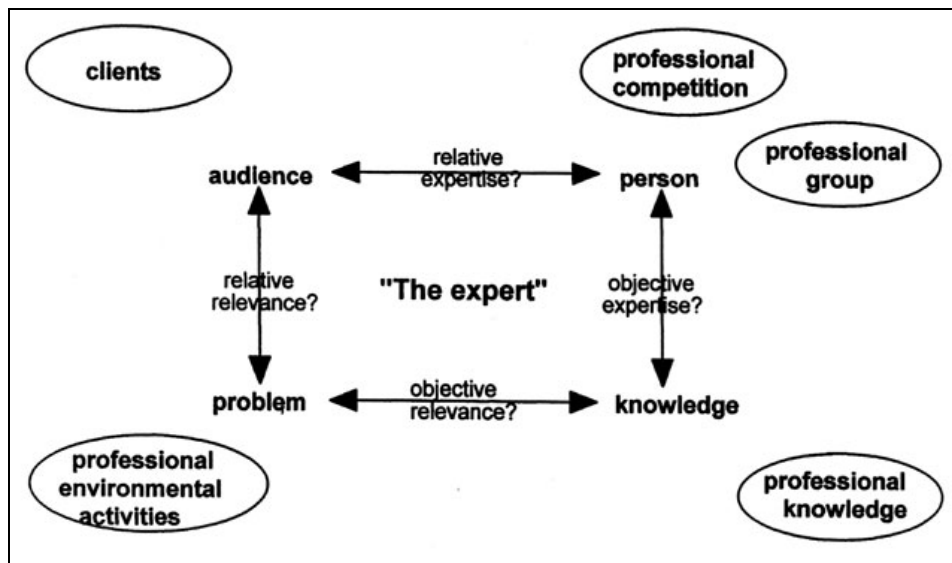 clients
professional
competition
professional
group
audience
relative
expertise?
person
relative
relevance?
"The expert"
objective
expertise?
problem
objective
relevance?
knowledge
professional
environmental
activities
professional
knowledge